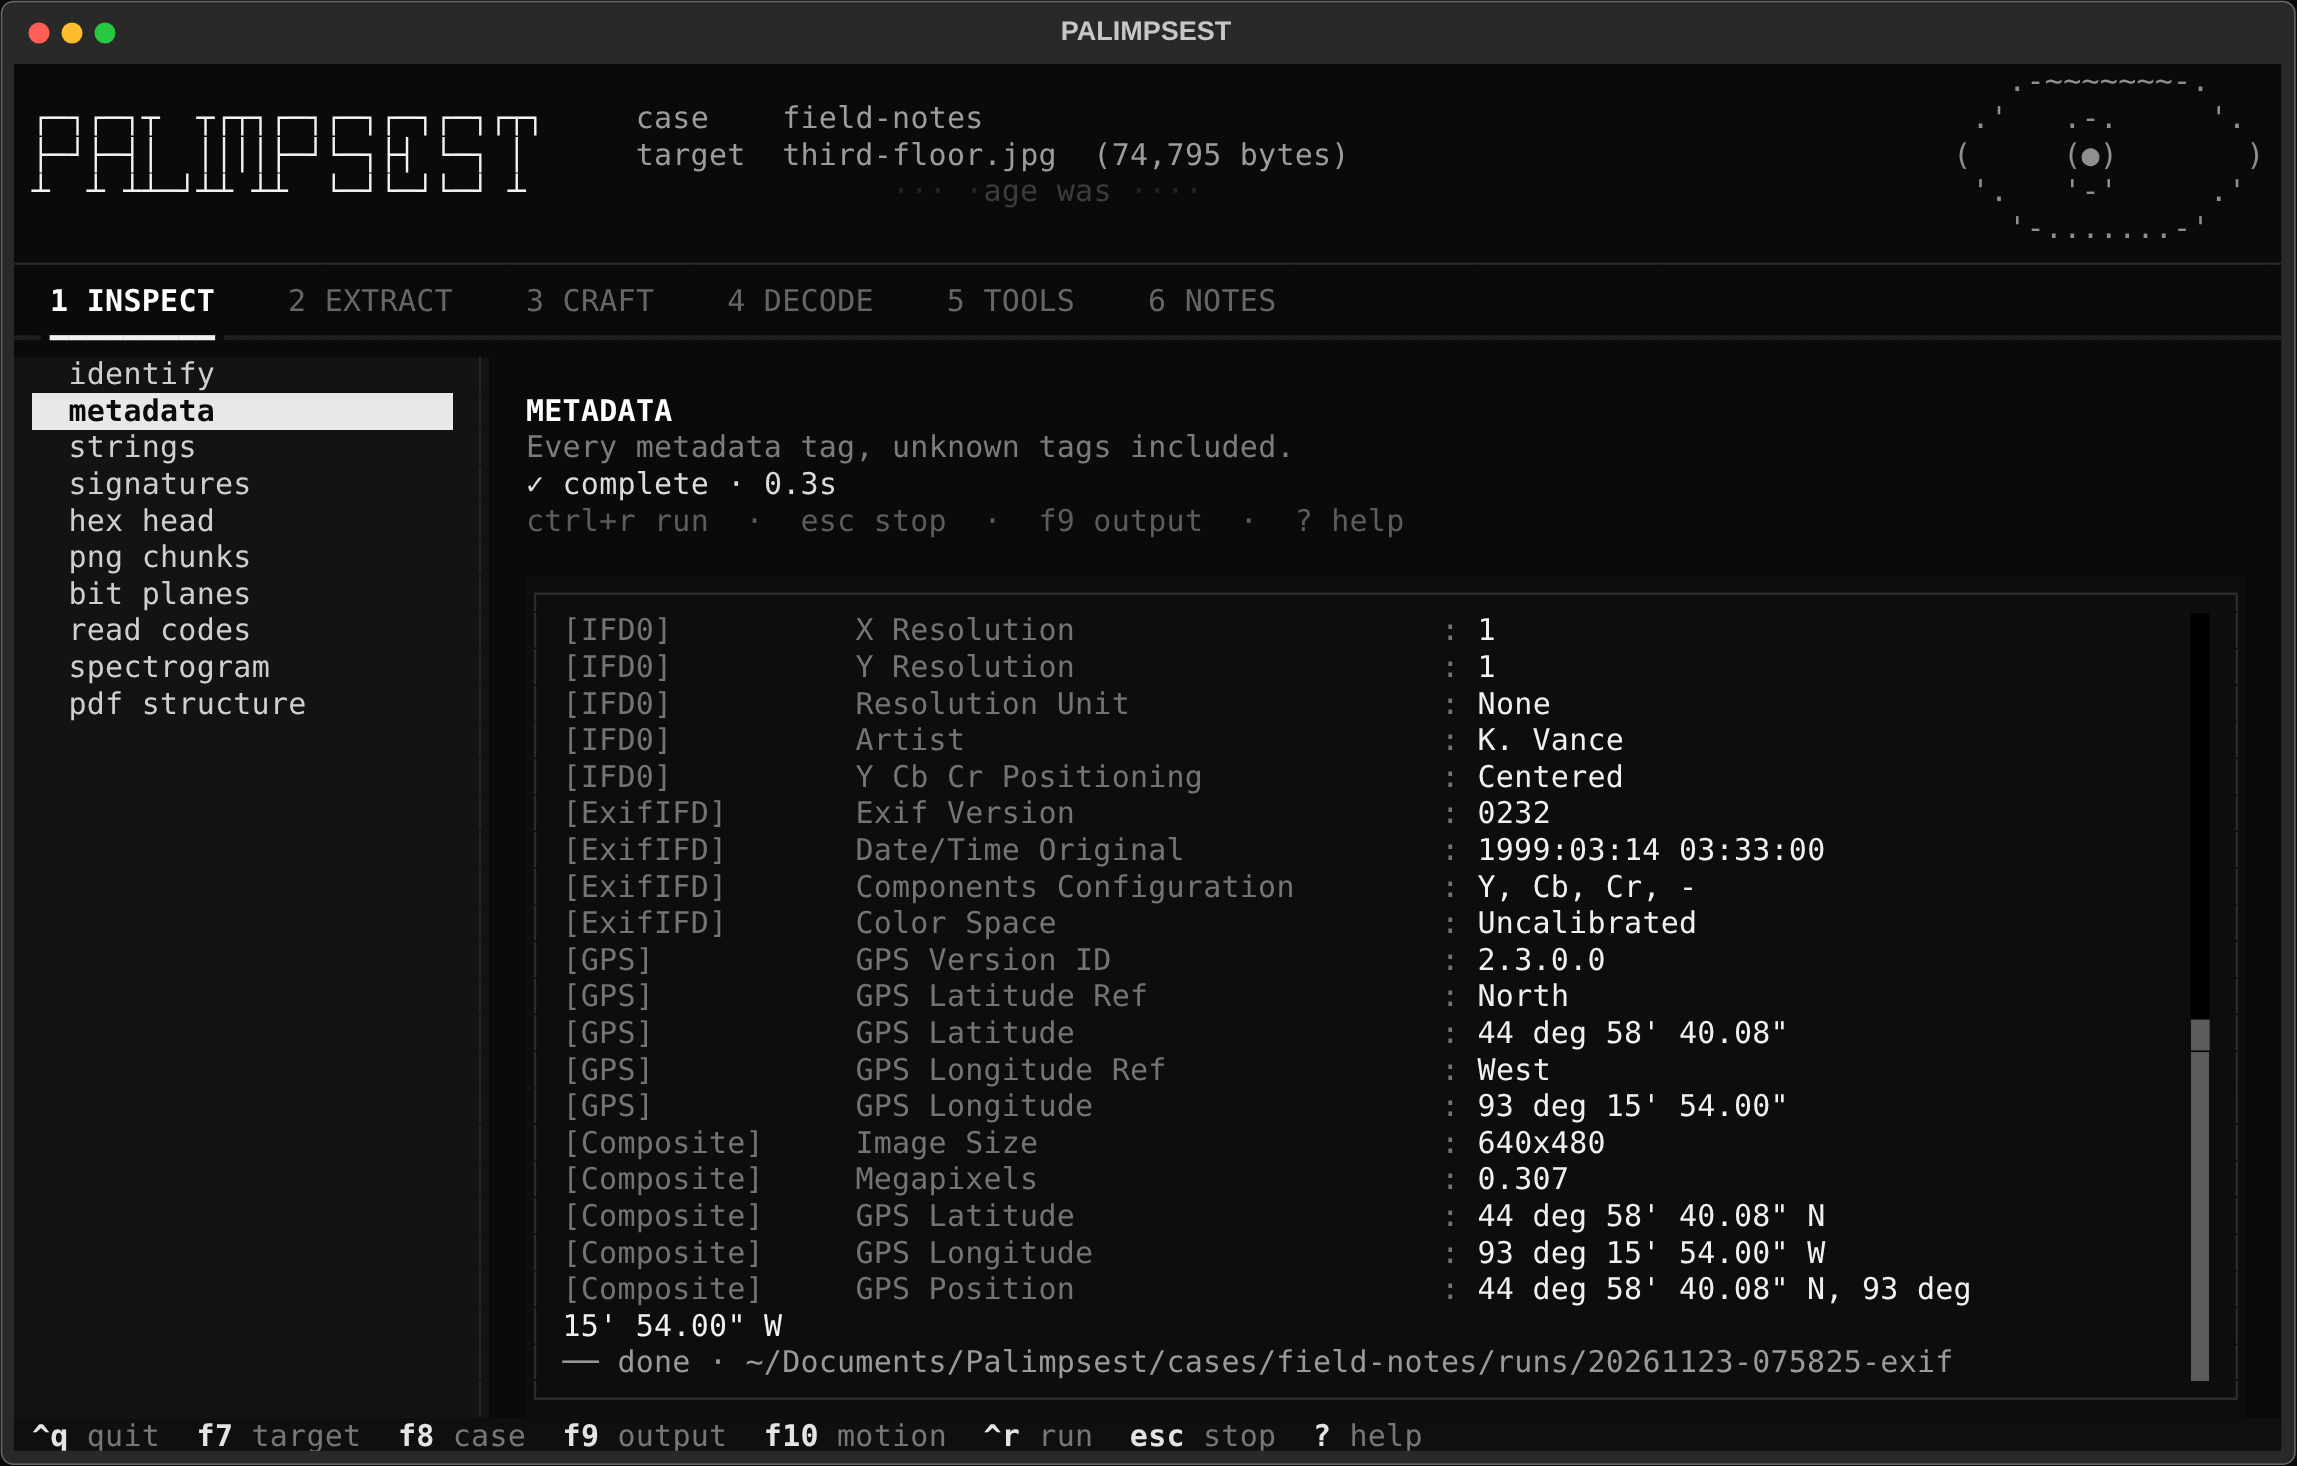 PALIMPSEST
PALIMPSEST
case field-notes
target third-floor.jpg (74,795 bytes)
··· ·age was ····
1 INSPECT 2 EXTRACT 3 CRAFT 4 DECODE 5 TOOLS 6 NOTES
identify
metadata
strings
signatures
hex head
png chunks
bit planes
read codes
spectrogram
pdf structure
METADATA
Every metadata tag, unknown tags included.
✓ complete · 0.3s
ctrl+r run · esc stop · f9 output · ? help
[IFD0] X Resolution : 1
[IFD0] Y Resolution : 1
[IFD0] Resolution Unit : None
[IFD0] Artist : K. Vance
[IFD0] Y Cb Cr Positioning : Centered
[ExifIFD] Exif Version : 0232
[ExifIFD] Date/Time Original : 1999:03:14 03:33:00
[ExifIFD] Components Configuration : Y, Cb, Cr, -
[ExifIFD] Color Space : Uncalibrated
[GPS] GPS Version ID : 2.3.0.0
[GPS] GPS Latitude Ref : North
[GPS] GPS Latitude : 44 deg 58' 40.08"
[GPS] GPS Longitude Ref : West
[GPS] GPS Longitude : 93 deg 15' 54.00"
[Composite] Image Size : 640x480
[Composite] Megapixels : 0.307
[Composite] GPS Latitude : 44 deg 58' 40.08" N
[Composite] GPS Longitude : 93 deg 15' 54.00" W
[Composite] GPS Position : 44 deg 58' 40.08" N, 93 deg
15' 54.00" W
── done · ~/Documents/Palimpsest/cases/field-notes/runs/20261123-075825-exif
^q quit f7 target f8 case f9 output f10 motion ^r run esc stop ? help